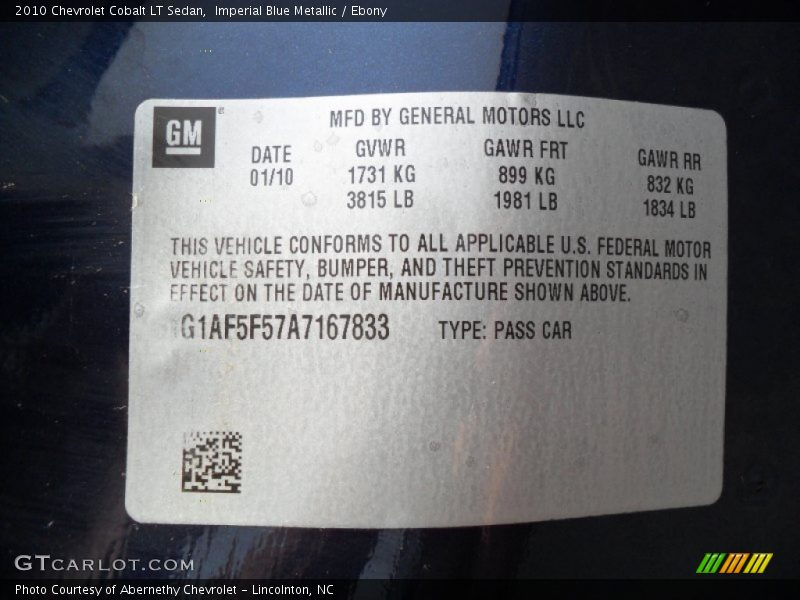 2010 Chevrolet Cobalt LT Sedan, Imperial Blue Metallic / Ebony
GM
MFD BY GENERAL MOTORS LLC
DATE GVWR GAWR FRT GAWR RR
01/10 1731 KG 899 KG 832 KG
3815 LB 1981 LB 1834 LB
THIS VEHICLE CONFORMS TO ALL APPLICABLE U.S. FEDERAL MOTOR
VEHICLE SAFETY, BUMPER, AND THEFT PREVENTION STANDARDS IN
EFFECT ON THE DATE OF MANUFACTURE SHOWN ABOVE.
G1AF5F57A7167833 TYPE: PASS CAR
GTCARLOT.COM
Photo Courtesy of Abernethy Chevrolet – Lincolnton, NC